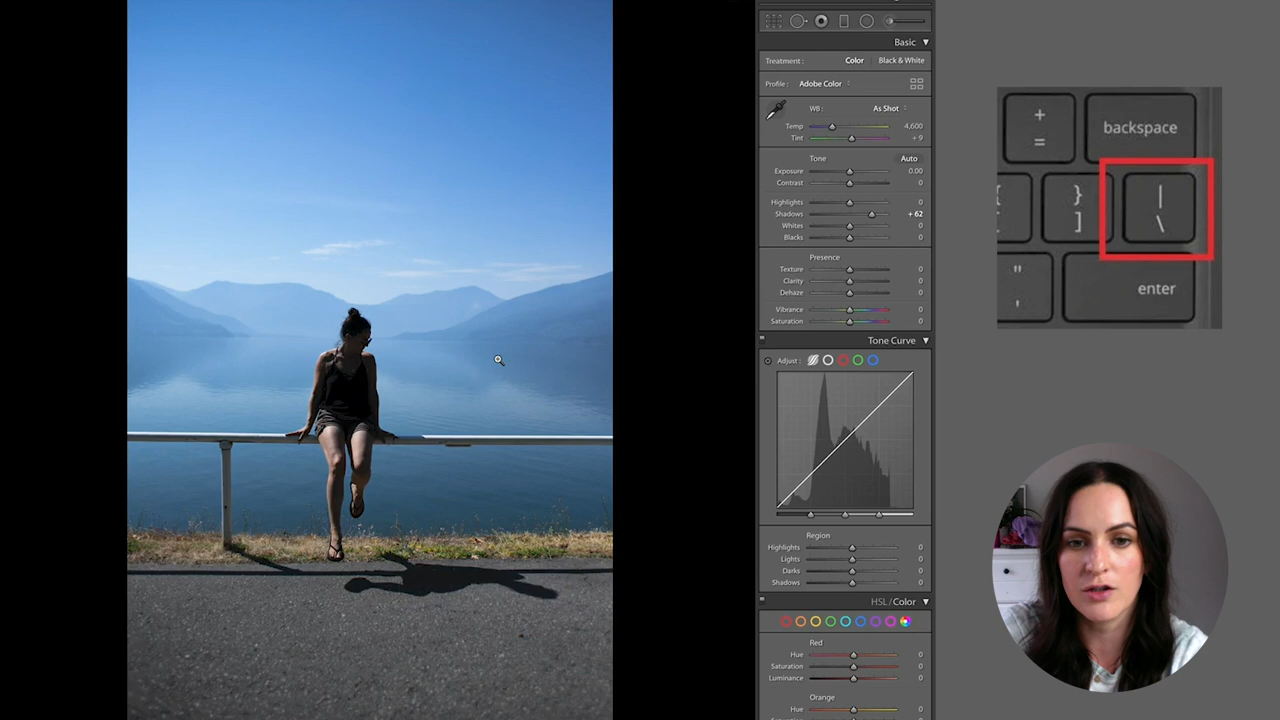 Basic
Treatment :
Color
Black & White
Profile :
Adobe Color
WB :
As Shot
Temp
4,600
Tint
+ 9
Tone
Auto
Exposure
0.00
Contrast
0
Highlights
0
Shadows
+ 62
Whites
0
Blacks
0
Presence
Texture
0
Clarity
0
Dehaze
0
Vibrance
0
Saturation
0
Tone Curve
Adjust :
Region
Highlights
0
Lights
0
Darks
0
Shadows
0
HSL / Color
Red
Hue
0
Saturation
0
Luminance
0
Orange
Hue
0
+
=
backspace
{
[
}
]
|
\
"
'
enter